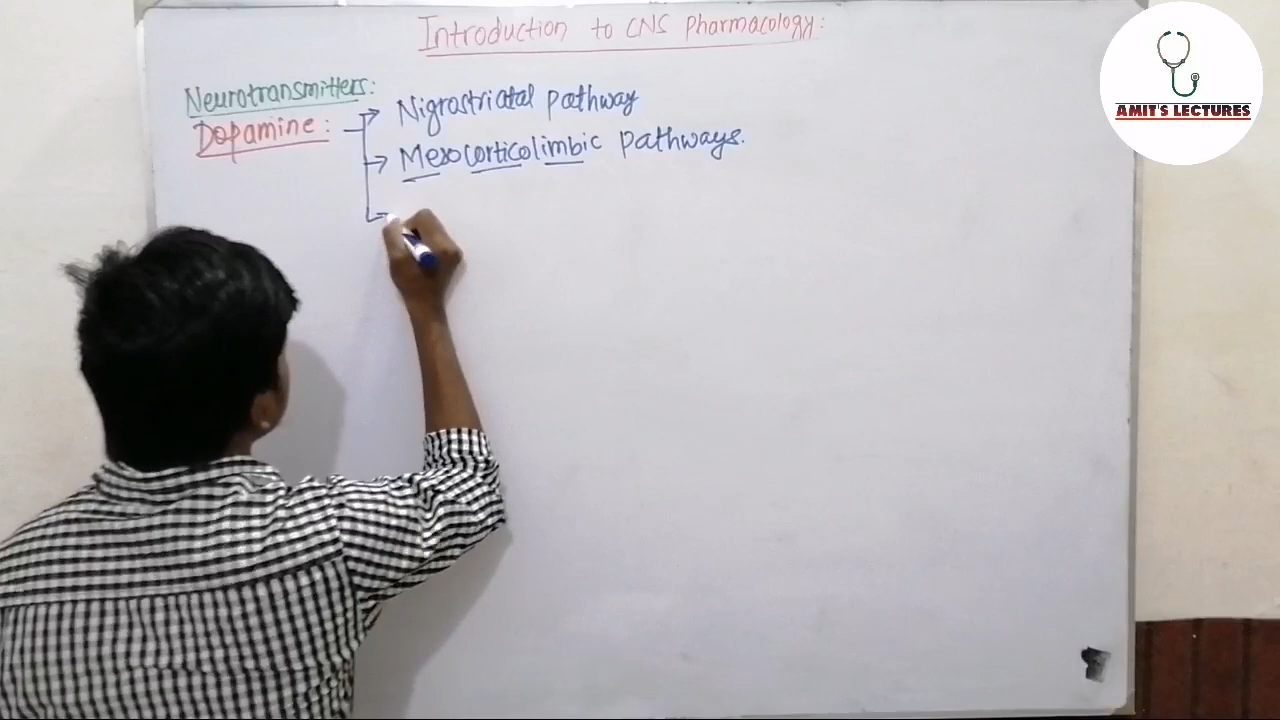 Introduction to CNS Pharmacology:
Neurotransmitters:
Dopamine:
Nigrostriatal pathway
Mesocorticolimbic pathways.
AMIT'S LECTURES